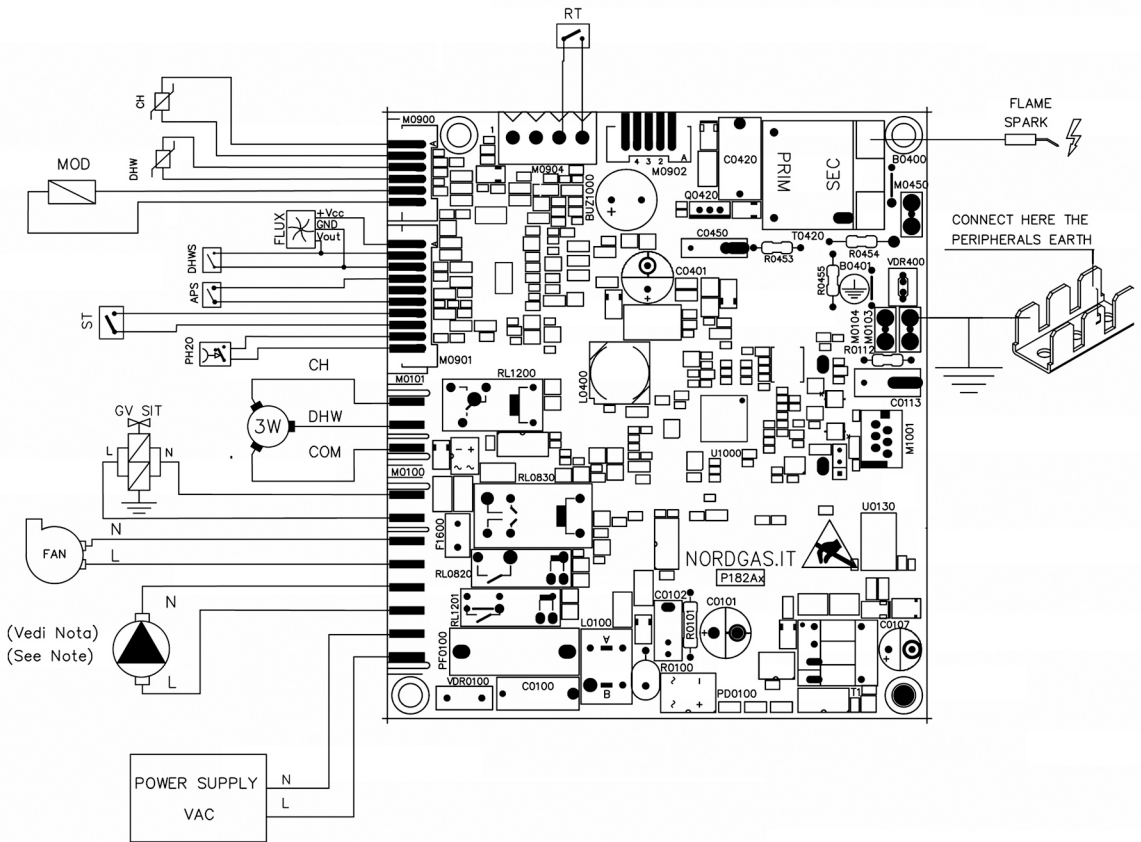 RT
CH
M0900
1
A
M0904
4 3 2
A
M0902
C0420
PRIM
SEC
FLAME
SPARK
B0400
M0450
DHW
MOD
BUZ1000
+
Q0420
+Vcc
GND
Vout
FLUX
A
C0450
T0420
R0453
R0454
CONNECT HERE THE
PERIPHERALS EARTH
DHWS
C0401
+
R0455
B0401
VDR400
APS
ST
M0104
M0103
PH2O
M0901
L0400
R0112
CH
M0101
RL1200
C0113
GV SIT
3W
DHW
L
N
COM
+ -
~ ~
U1000
M1001
M0100
RL0830
N
FAN
L
F1600
U0130
NORDGAS.IT
P182Ax
RL0820
N
(Vedi Nota)
(See Note)
RL1201
C0102
C0101
+
R0101
L0100
A
C0107
+
PF0100
L
R0100
VDR0100
C0100
B
~ -
~ +
PD0100
T1
POWER SUPPLY
VAC
N
L